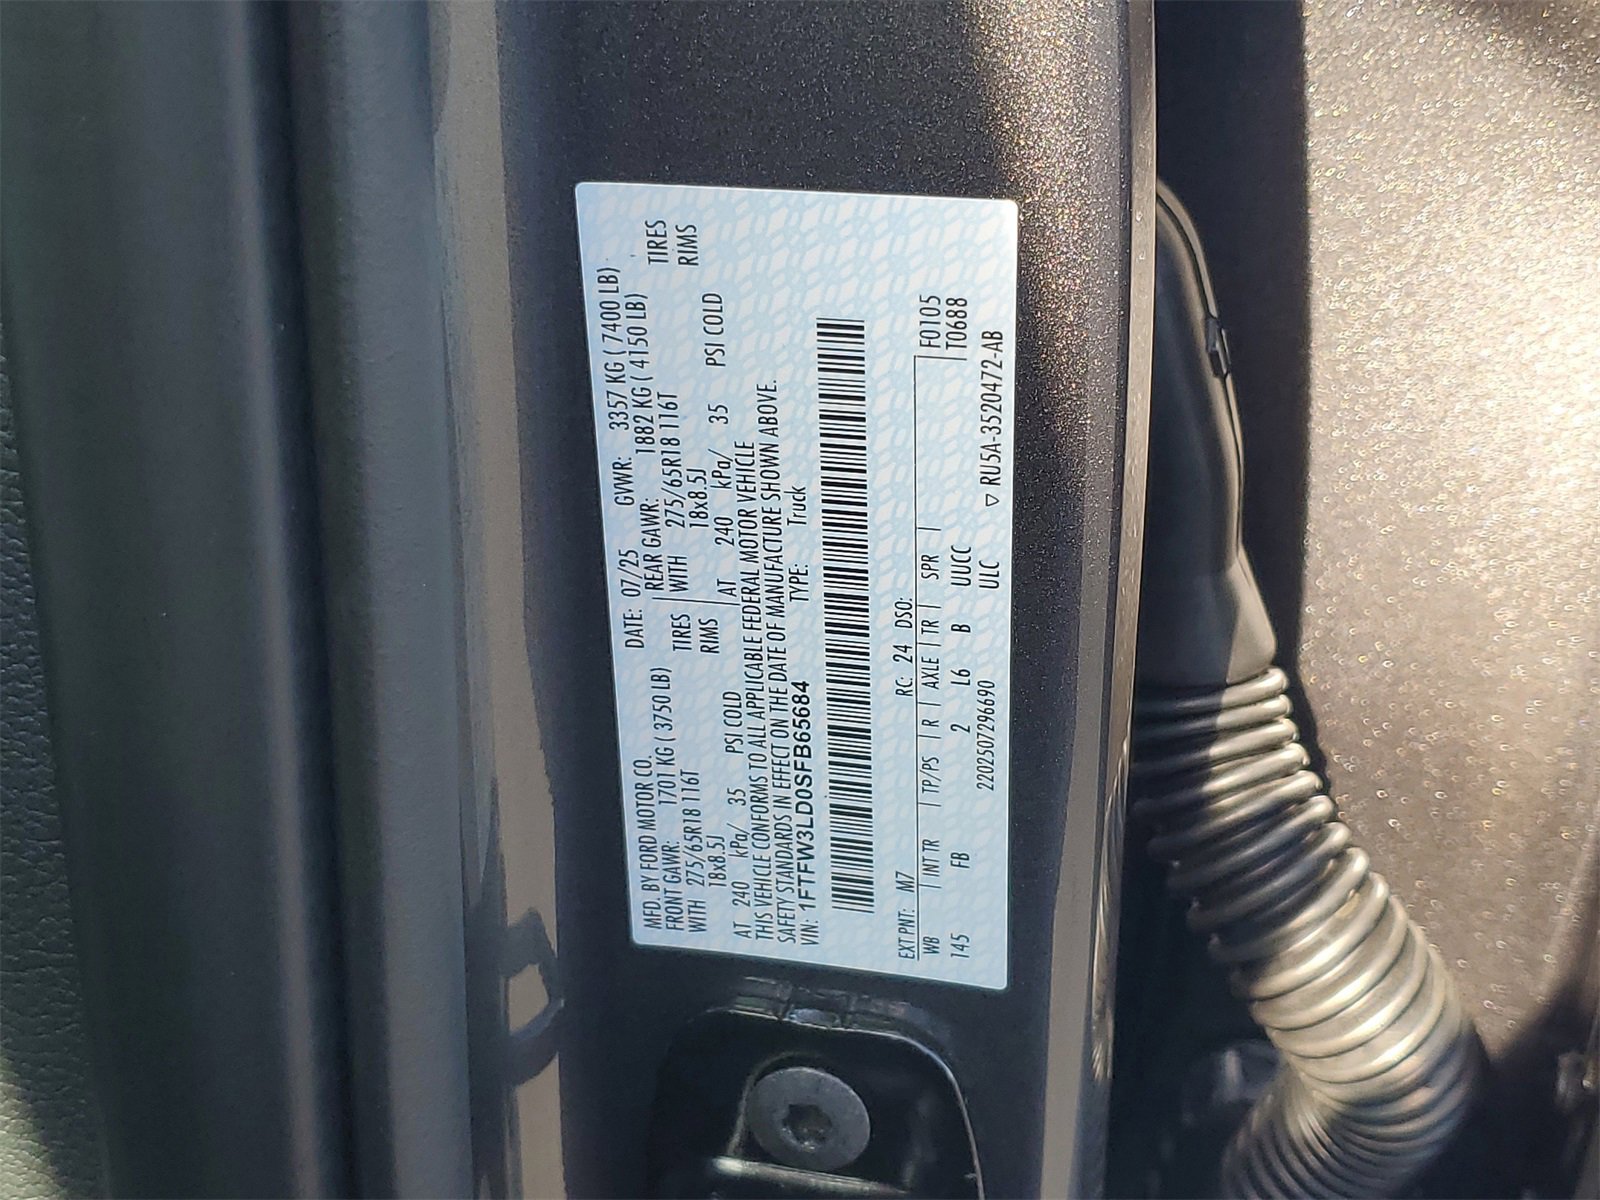 MFD. BY FORD MOTOR CO. DATE: 07/25 GVWR: 3357 KG ( 7400 LB)
FRONT GAWR: 1701 KG ( 3750 LB) REAR GAWR: 1882 KG ( 4150 LB)
WITH 275/65R18 116T TIRES WITH 275/65R18 116T TIRES
18x8.5J RIMS 18x8.5J RIMS
AT 240 kPa/ 35 PSI COLD AT 240 kPa/ 35 PSI COLD
THIS VEHICLE CONFORMS TO ALL APPLICABLE FEDERAL MOTOR VEHICLE
SAFETY STANDARDS IN EFFECT ON THE DATE OF MANUFACTURE SHOWN ABOVE.
VIN: 1FTFW3LD0SFB65684 TYPE: Truck
EXT PNT: M7 RC: 24 DSO:
WB INT TR TP/PS R AXLE TR SPR F0105
145 FB 2 L6 B UUCC T0688
2202507296690 ULC ▽ RU5A-3520472-AB